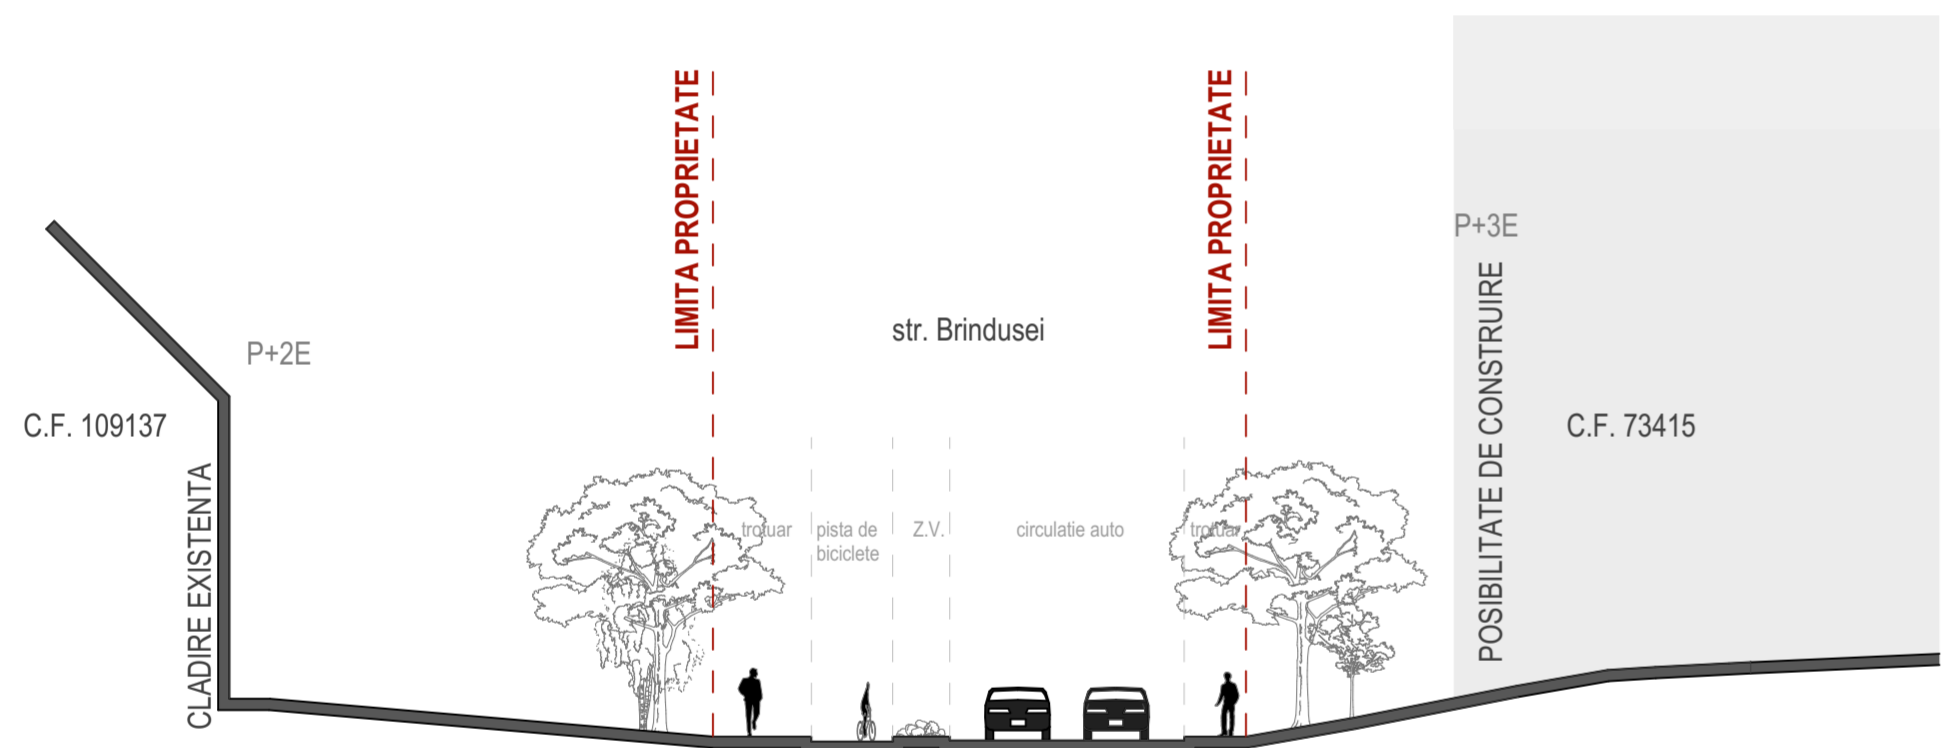 LIMITA PROPRIETATE
LIMITA PROPRIETATE
P+3E
str. Brindusei
P+2E
C.F. 109137
CLADIRE EXISTENTA
POSIBILITATE DE CONSTRUIRE
C.F. 73415
trotuar
pista de
biciclete
Z.V.
circulatie auto
trotuar